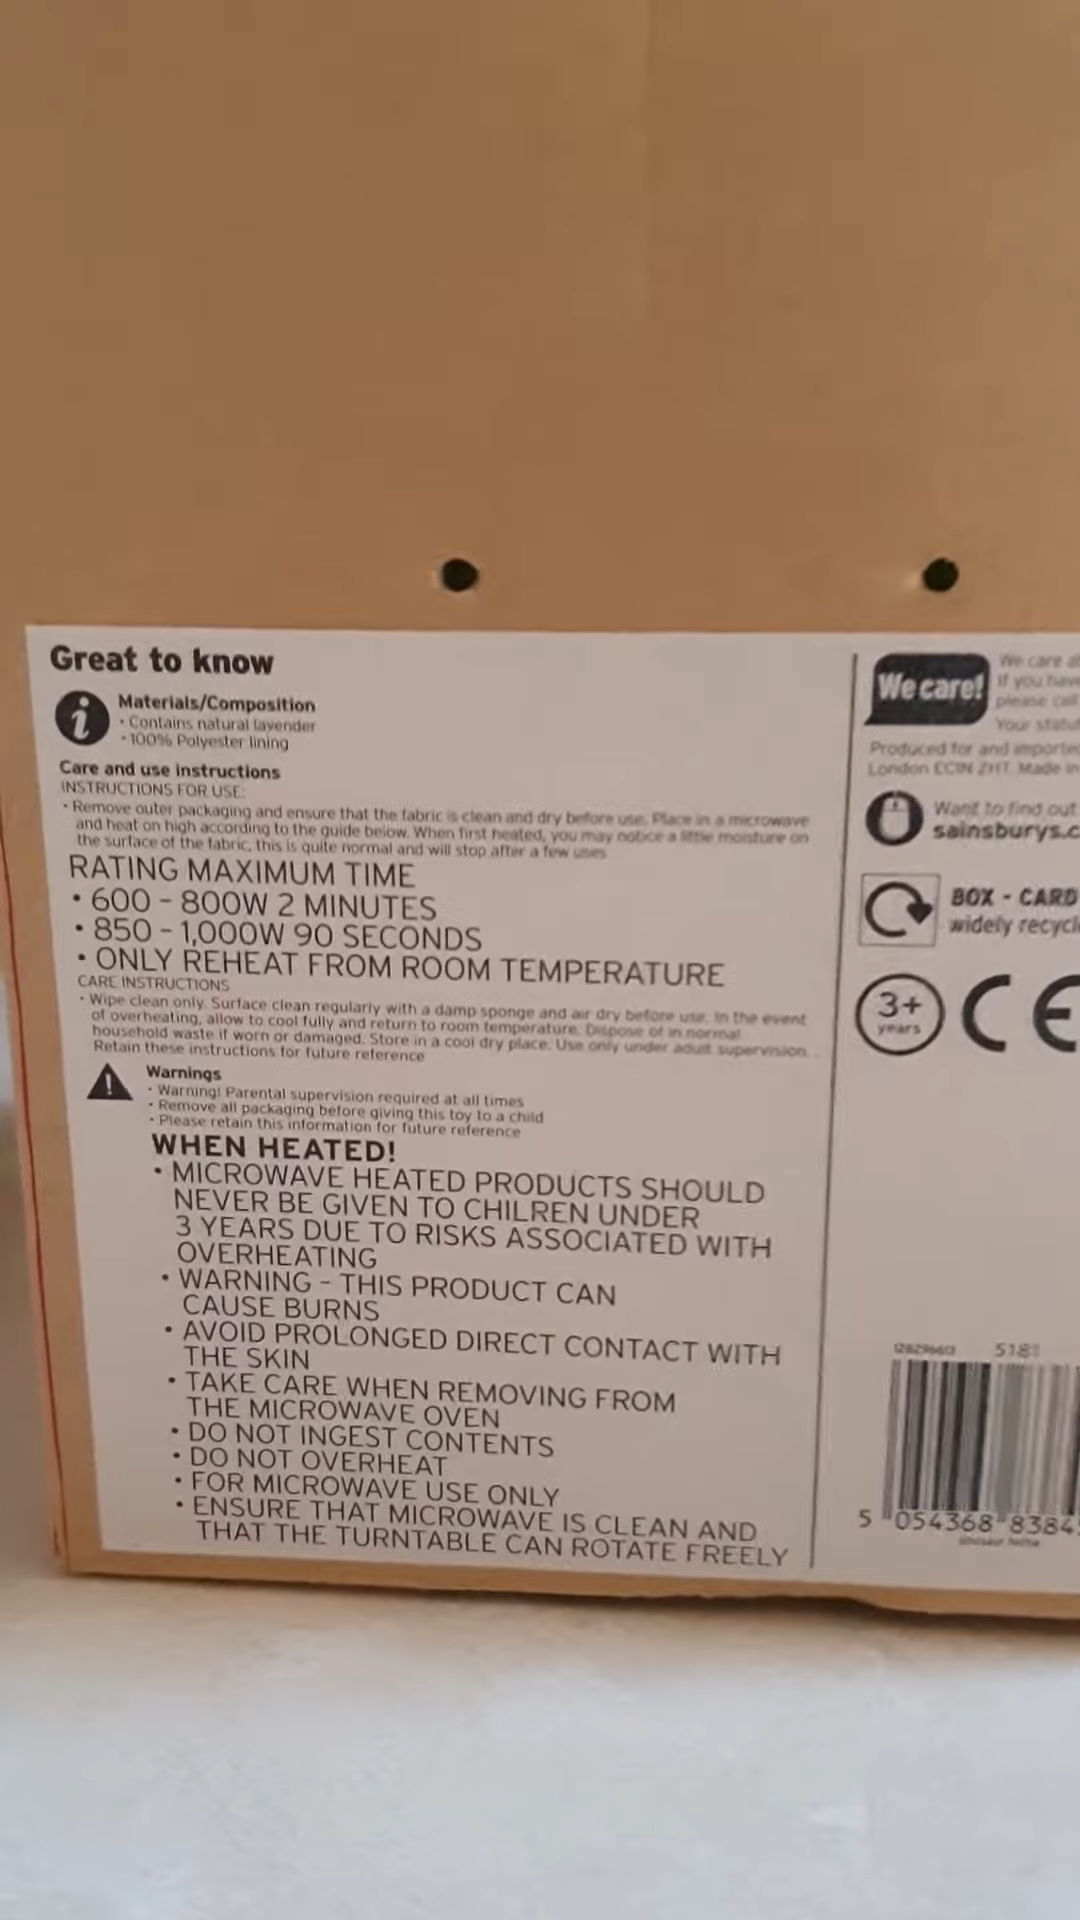 Great to know
Materials/Composition
• Contains natural lavender
• 100% Polyester lining
Care and use instructions
INSTRUCTIONS FOR USE:
• Remove outer packaging and ensure that the fabric is clean and dry before use. Place in a microwave
and heat on high according to the guide below. When first heated, you may notice a little moisture on
the surface of the fabric, this is quite normal and will stop after a few uses
RATING MAXIMUM TIME
• 600 - 800W 2 MINUTES
• 850 - 1,000W 90 SECONDS
• ONLY REHEAT FROM ROOM TEMPERATURE
CARE INSTRUCTIONS
• Wipe clean only. Surface clean regularly with a damp sponge and air dry before use. In the event
of overheating, allow to cool fully and return to room temperature. Dispose of in normal
household waste if worn or damaged. Store in a cool dry place. Use only under adult supervision.
Retain these instructions for future reference
Warnings
• Warning! Parental supervision required at all times
• Remove all packaging before giving this toy to a child
• Please retain this information for future reference
WHEN HEATED!
• MICROWAVE HEATED PRODUCTS SHOULD
NEVER BE GIVEN TO CHILREN UNDER
3 YEARS DUE TO RISKS ASSOCIATED WITH
OVERHEATING
• WARNING - THIS PRODUCT CAN
CAUSE BURNS
• AVOID PROLONGED DIRECT CONTACT WITH
THE SKIN
• TAKE CARE WHEN REMOVING FROM
THE MICROWAVE OVEN
• DO NOT INGEST CONTENTS
• DO NOT OVERHEAT
• FOR MICROWAVE USE ONLY
• ENSURE THAT MICROWAVE IS CLEAN AND
THAT THE TURNTABLE CAN ROTATE FREELY
We care!
We care
If you have
please call
Your
Produced for and
London EC1N 2HT. Made in
Want to find out
sainsburys.c
BOX - CARD
widely
3+
years
CE
5 054368 8384